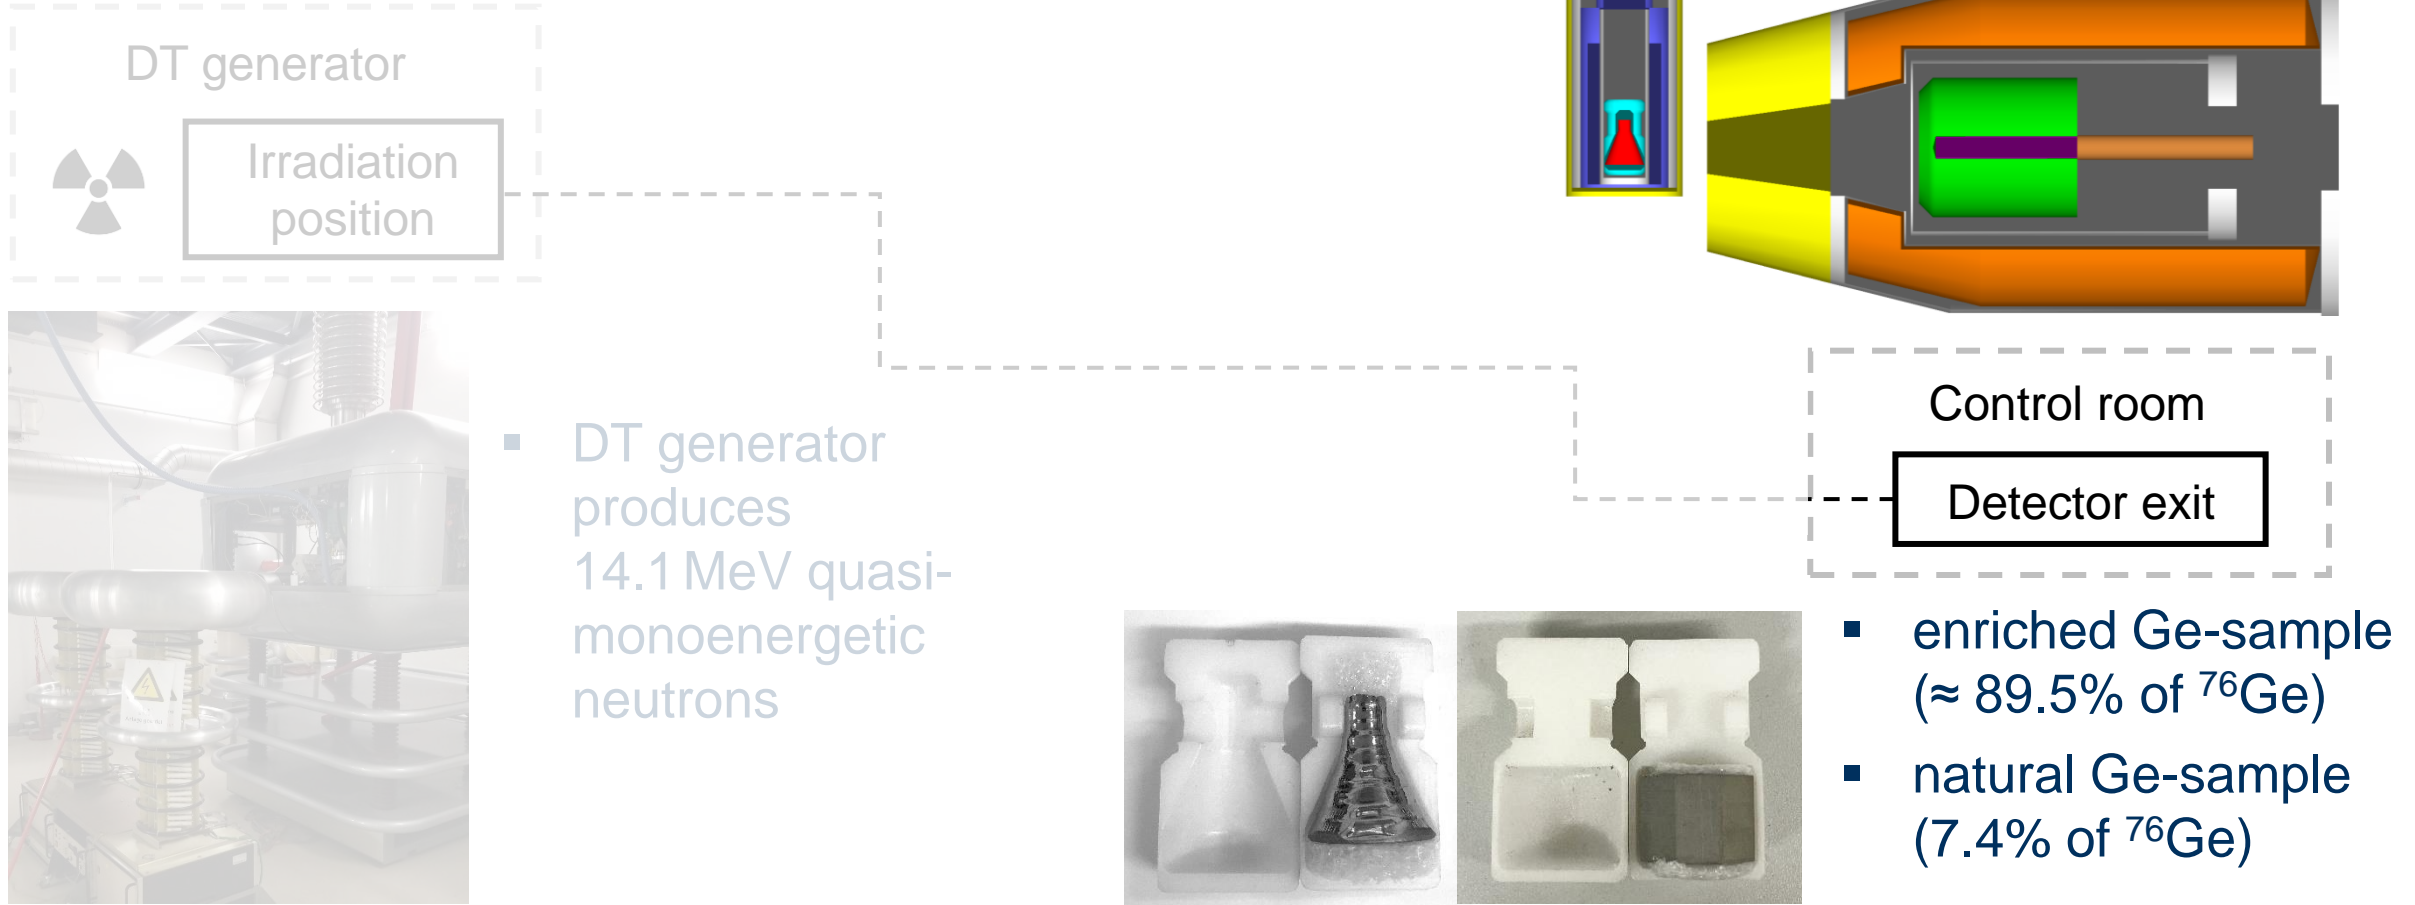 DT generator
Irradiation
position
DT generator
produces
14.1 MeV quasi-
monoenergetic
neutrons
Control room
Detector exit
▪ enriched Ge-sample
(≈ 89.5% of ⁷⁶Ge)
▪ natural Ge-sample
(7.4% of ⁷⁶Ge)